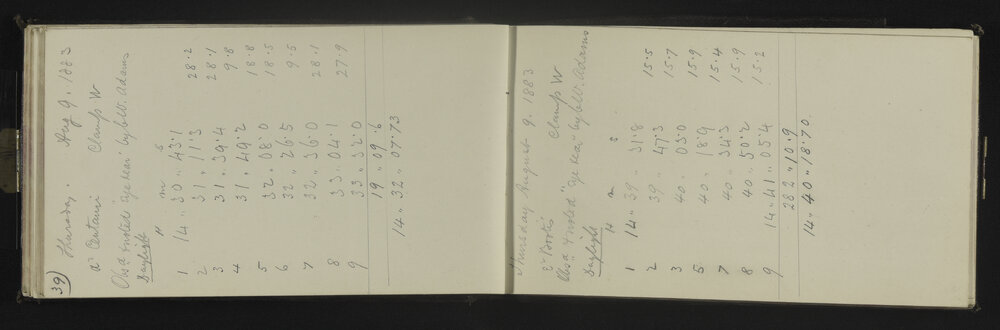 39)
Thursday. Aug 9. 1883
α² Centauri Clamp W
Obsd & noted "Eye & ear" by C.W. Adams
Daylight
H m s
1 14 " 30 " 43.1 28.2
2 31 " 11.3 28.1
3 31 " 39.4 9.8
4 31 . 49.2 18.8
5 32 . 08.0 18.5
6 32 " 26.5 9.5
7 32 " 36.0 28.1
8 33 . 04.1 27.9
9 33 " 32.0
19 " 09.6
14 " 32 " 07.73
Thursday August 9. 1883
Bootis Clamp W
Obsd & noted "Eye & ear" by C.W. Adams
Daylight
H m s
1 14 " 39 " 31.8 15.5
2 39 " 47.3 15.7
3 40 . 03.0 15.9
5 40 " 18.9 15.4
7 40 " 34.3 15.9
8 40 . 50.2 15.2
9 14 " 41 " 05.4
282 " 10.9
14 " 40 " 18.70